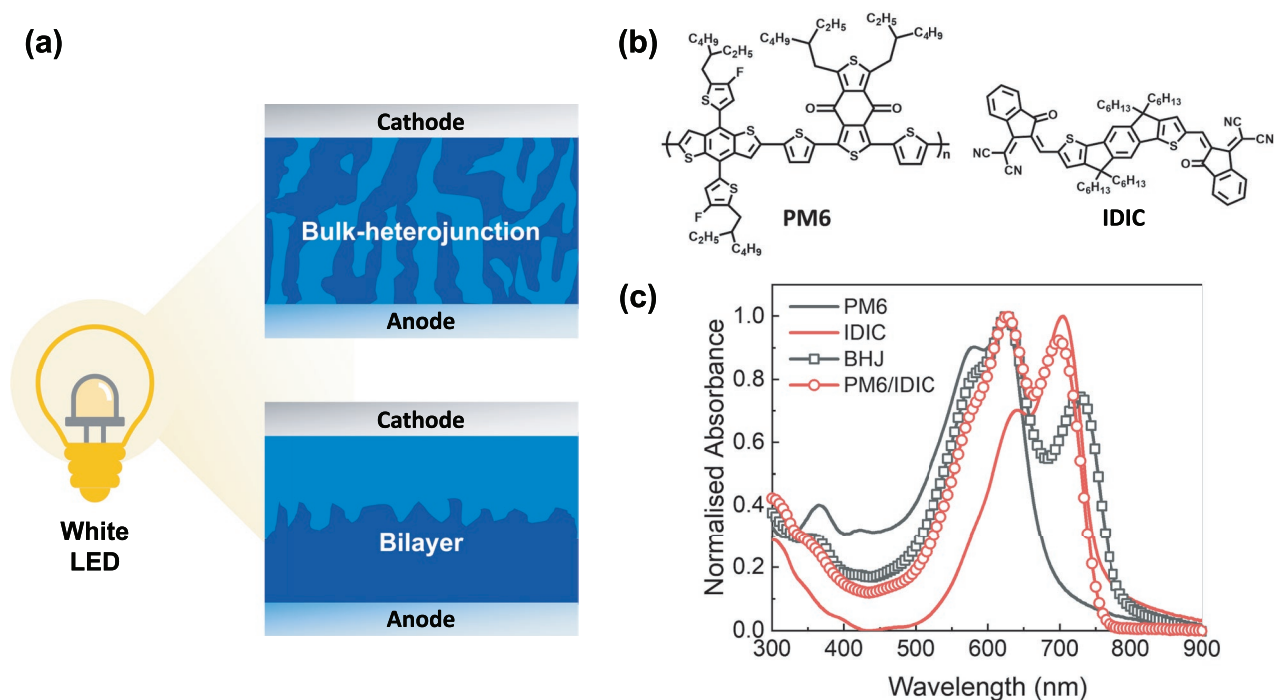 (a)
Cathode
Bulk-heterojunction
Anode
Cathode
Bilayer
Anode
White
LED
(b)
C2H5
C4H9
C4H9
C2H5
F
S
C2H5
C4H9
S
O
O
S
S
S
S
S
n
S
F
C2H5
C4H9
PM6
NC
CN
O
S
C6H13
C6H13
C6H13
C6H13
S
O
NC
CN
IDIC
(c)
PM6
IDIC
BHJ
PM6/IDIC
Normalised Absorbance
1.0
0.8
0.6
0.4
0.2
0.0
300 400 500 600 700 800 900
Wavelength (nm)